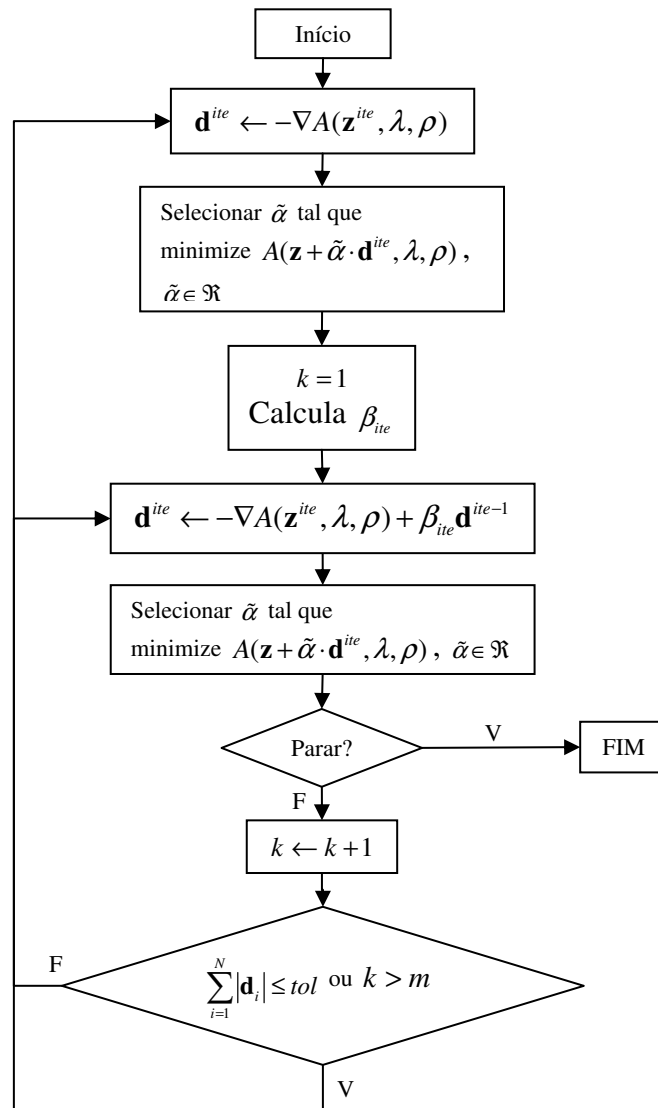 Início
𝐝^{ite} ← −∇A(𝐳^{ite}, λ, ρ)
Selecionar α̃ tal que
minimize A(𝐳 + α̃ · 𝐝^{ite}, λ, ρ) ,
α̃ ∈ ℜ
k = 1
Calcula β_{ite}
𝐝^{ite} ← −∇A(𝐳^{ite}, λ, ρ) + β_{ite} 𝐝^{ite−1}
Selecionar α̃ tal que
minimize A(𝐳 + α̃ · 𝐝^{ite}, λ, ρ) , α̃ ∈ ℜ
Parar?
V
FIM
F
k ← k + 1
F
∑_{i=1}^{N} |𝐝_i| ≤ tol ou k > m
V